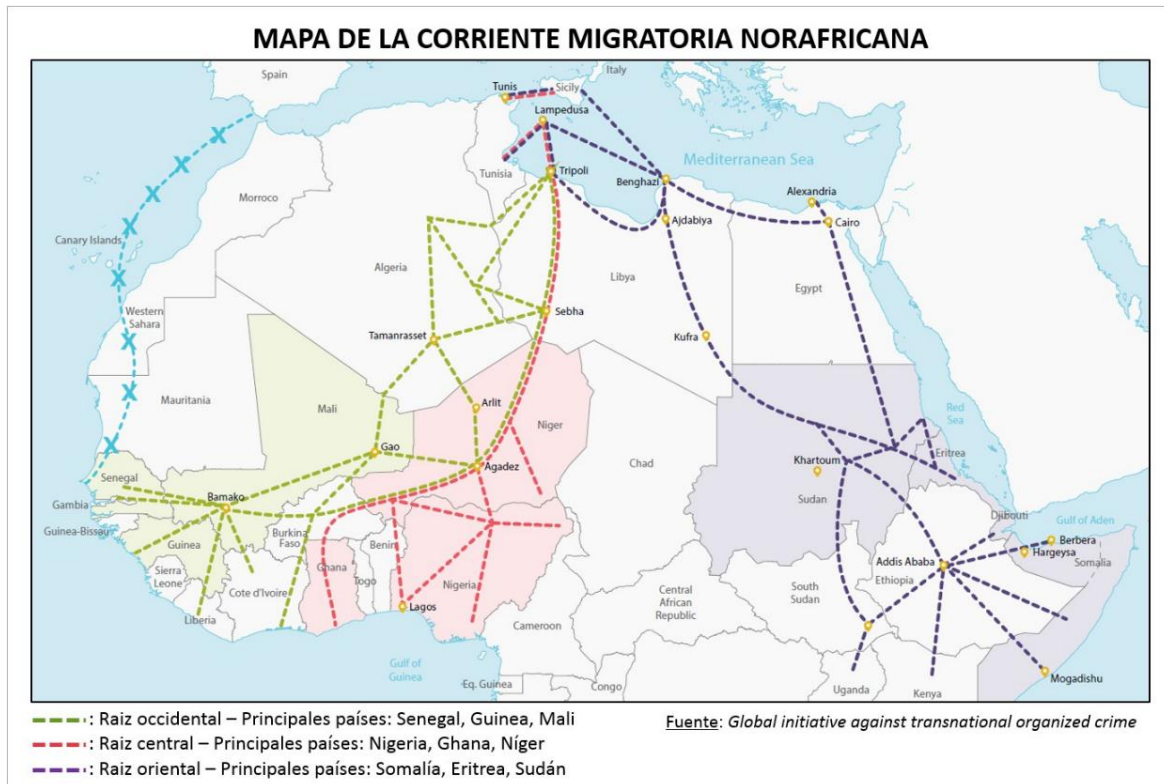 MAPA DE LA CORRIENTE MIGRATORIA NORAFRICANA
Spain
Italy
Tunis
Sicily
Lampedusa
Mediterranean Sea
Tunisia
Tripoli
Benghazi
Alexandria
Morocco
Ajdabiya
Cairo
Canary Islands
Algeria
Libya
Egypt
Western
Sahara
Sebha
Tamanrasset
Kufra
Mauritania
Mali
Arlit
Niger
Red
Sea
Gao
Agadez
Chad
Khartoum
Sudan
Eritrea
Senegal
Gambia
Bamako
Guinea-Bissau
Guinea
Burkina
Faso
Benin
Djibouti
Gulf of Aden
Berbera
Hargeysa
Somalia
Sierra
Leone
Cote d'Ivoire
Ghana
Togo
Nigeria
Addis Ababa
Ethiopia
South
Sudan
Central
African
Republic
Liberia
Lagos
Cameroon
Gulf of
Guinea
Eq. Guinea
Congo
Uganda
Kenya
Mogadishu
: Raiz occidental – Principales países: Senegal, Guinea, Mali
Fuente: Global initiative against transnational organized crime
: Raiz central – Principales países: Nigeria, Ghana, Níger
: Raiz oriental – Principales países: Somalía, Eritrea, Sudán